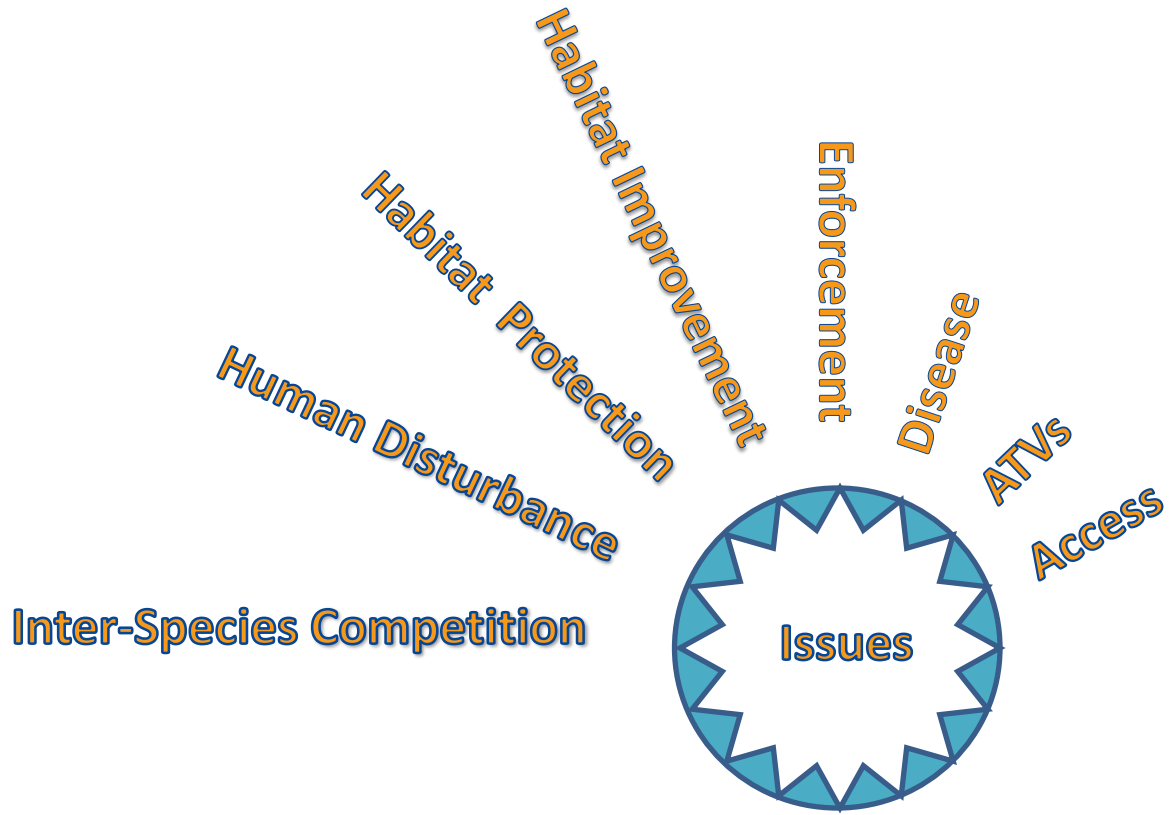 Inter-Species Competition
Human Disturbance
Habitat Protection
Habitat Improvement
Enforcement
Disease
ATVs
Access
Issues